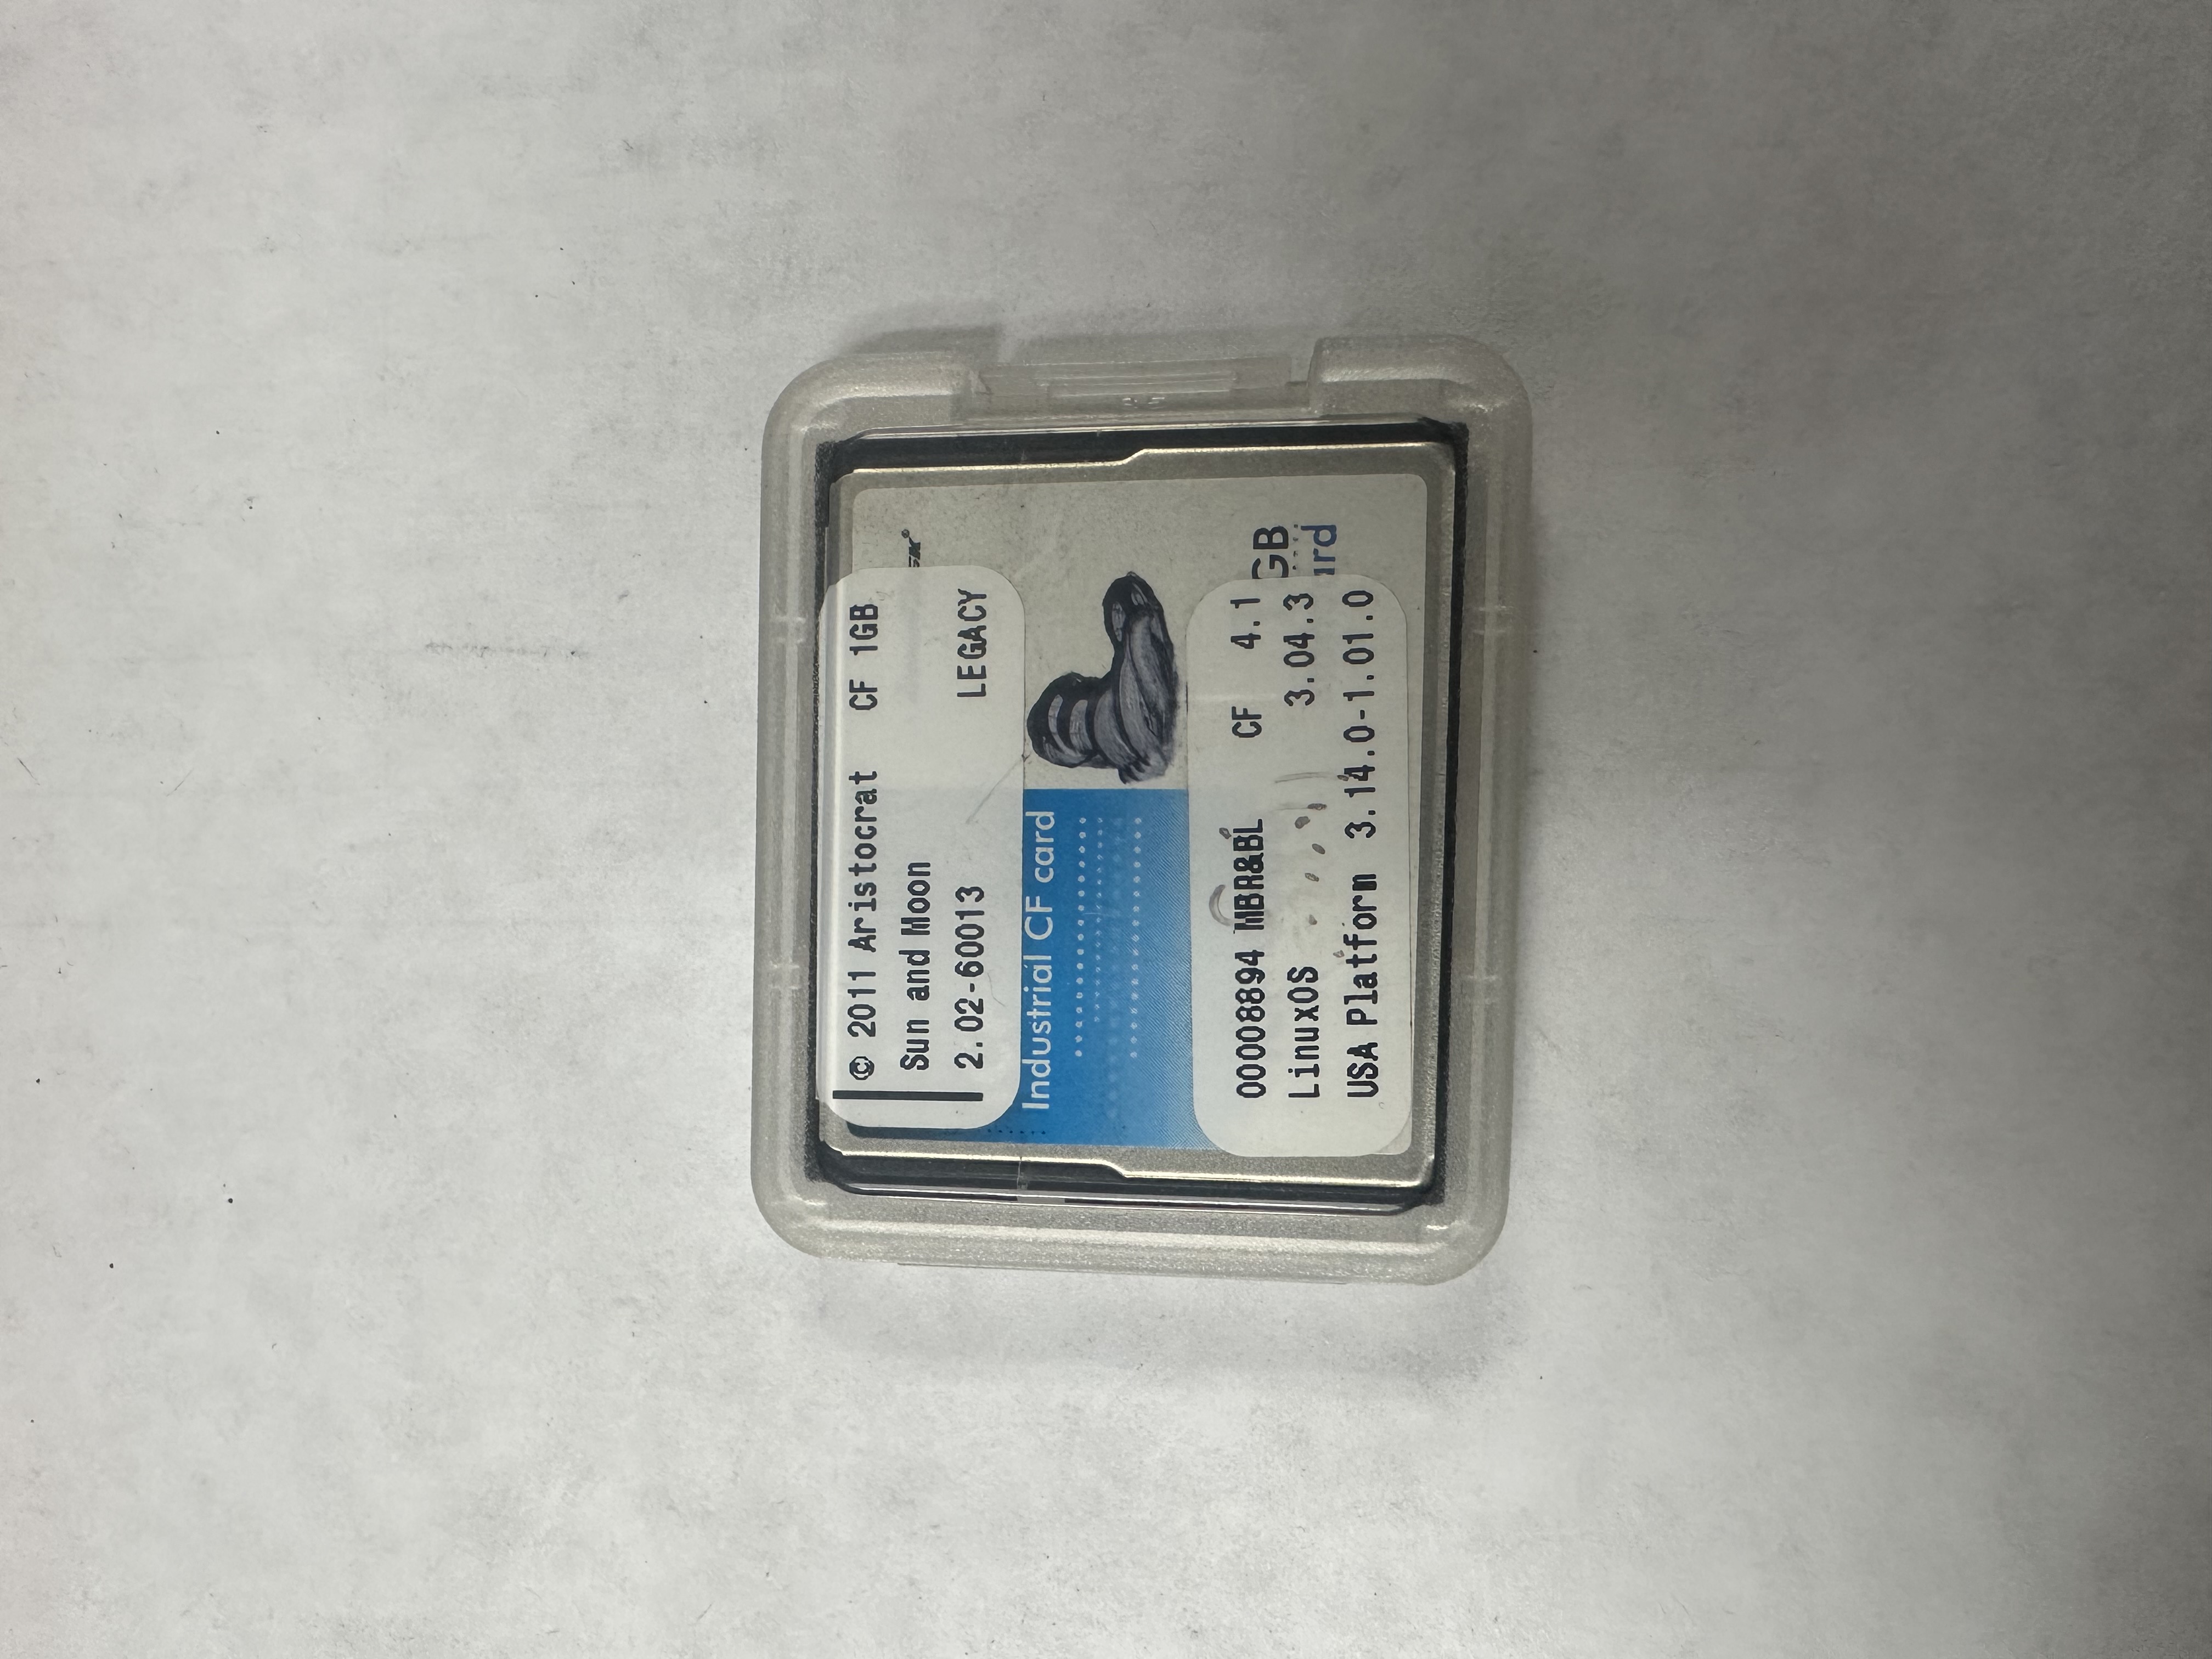 © 2011 Aristocrat CF 1GB
Sun and Moon
2.02-60013 LEGACY
Industrial CF card
00008894 MBR&BL CF 4.1
GB
LinuxOS 3.04.3
USA Platform 3.14.0-1.01.0